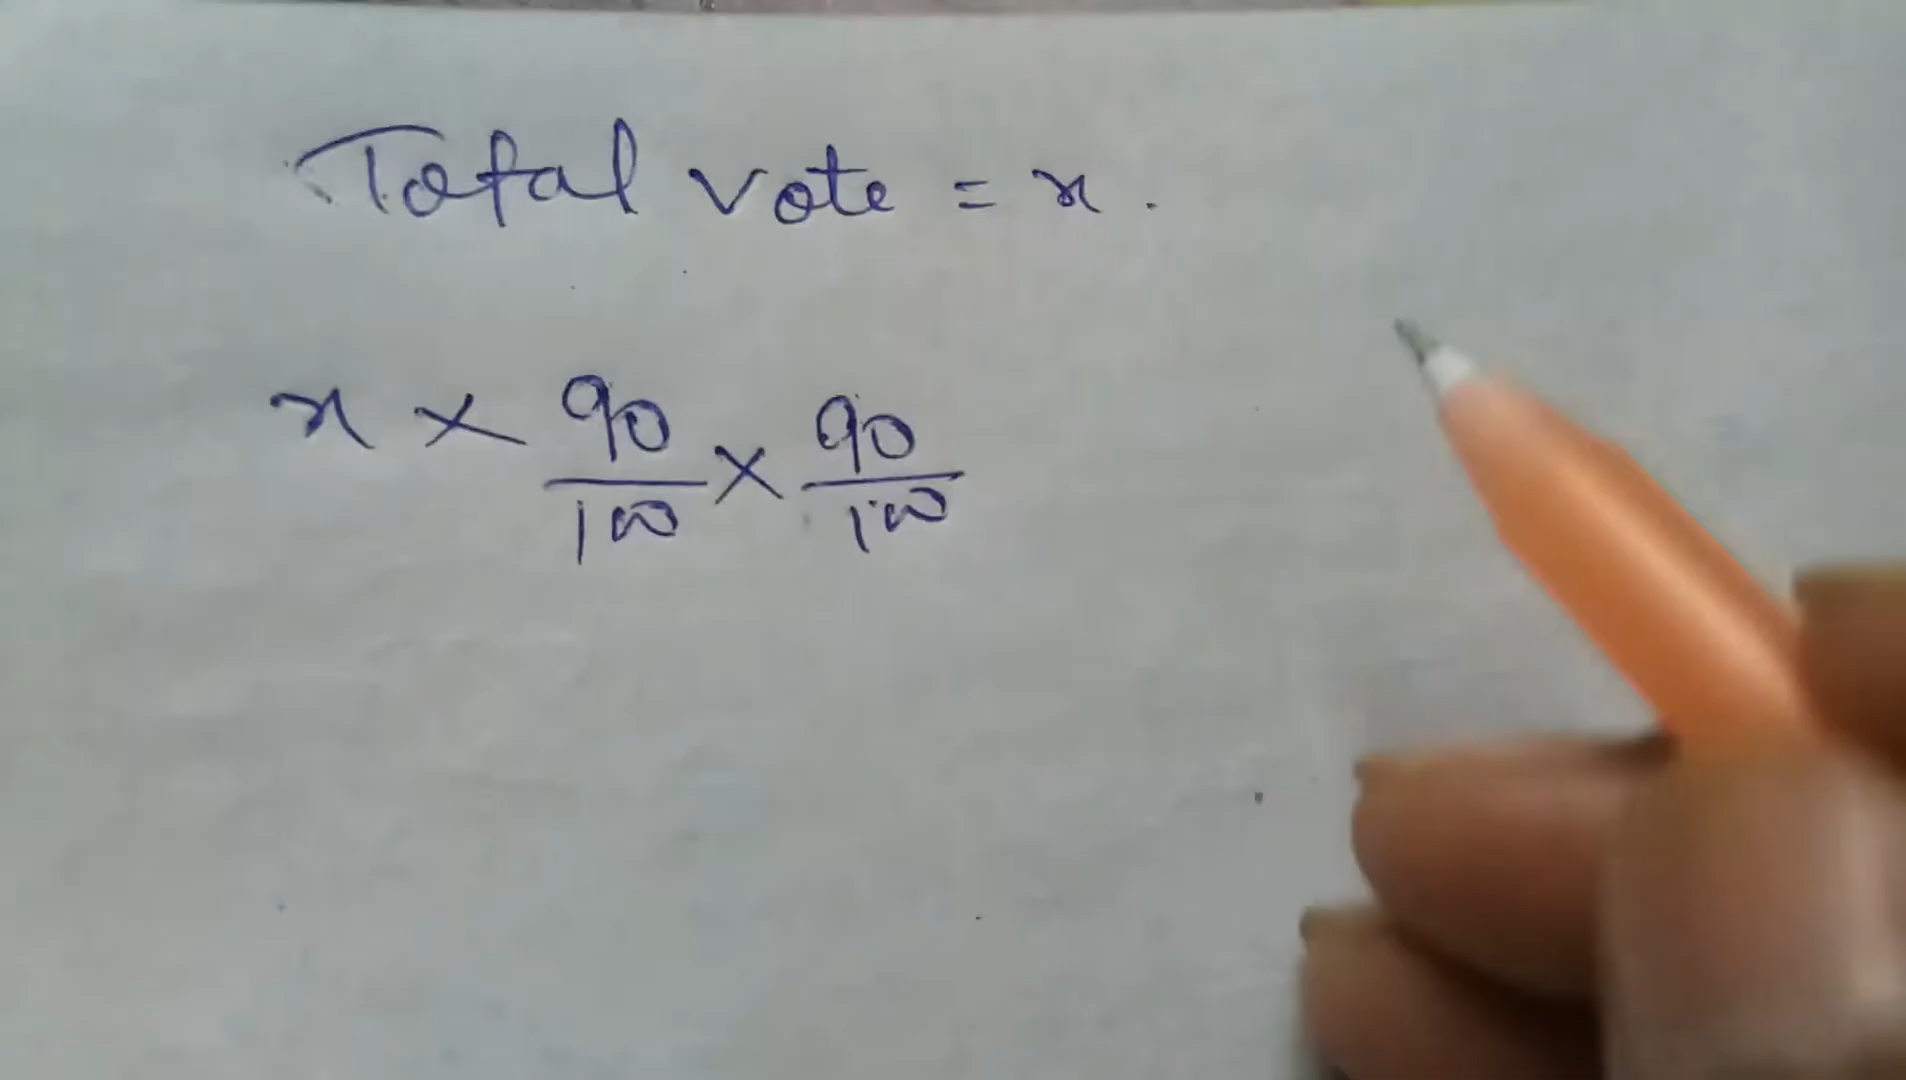 Total vote = x.
x × 90/100 × 90/100